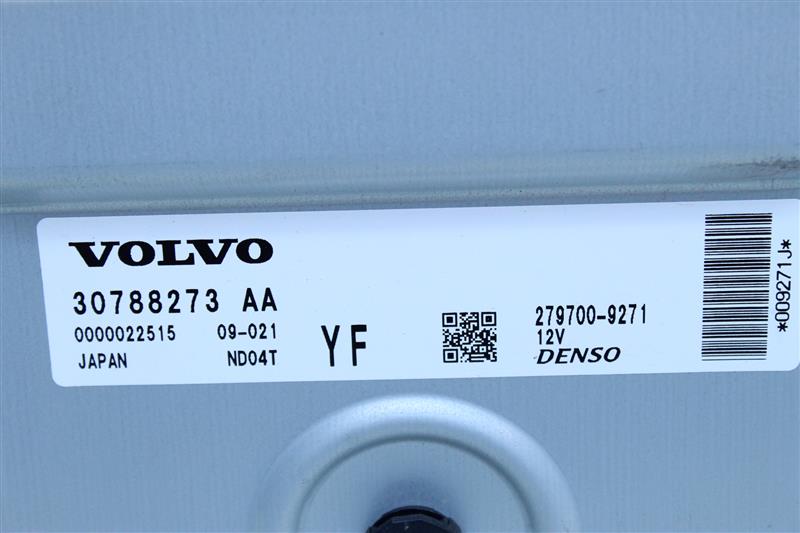 VOLVO
30788273 AA
0000022515 09-021
JAPAN ND04T
YF
279700-9271
12V
DENSO
*009271J*